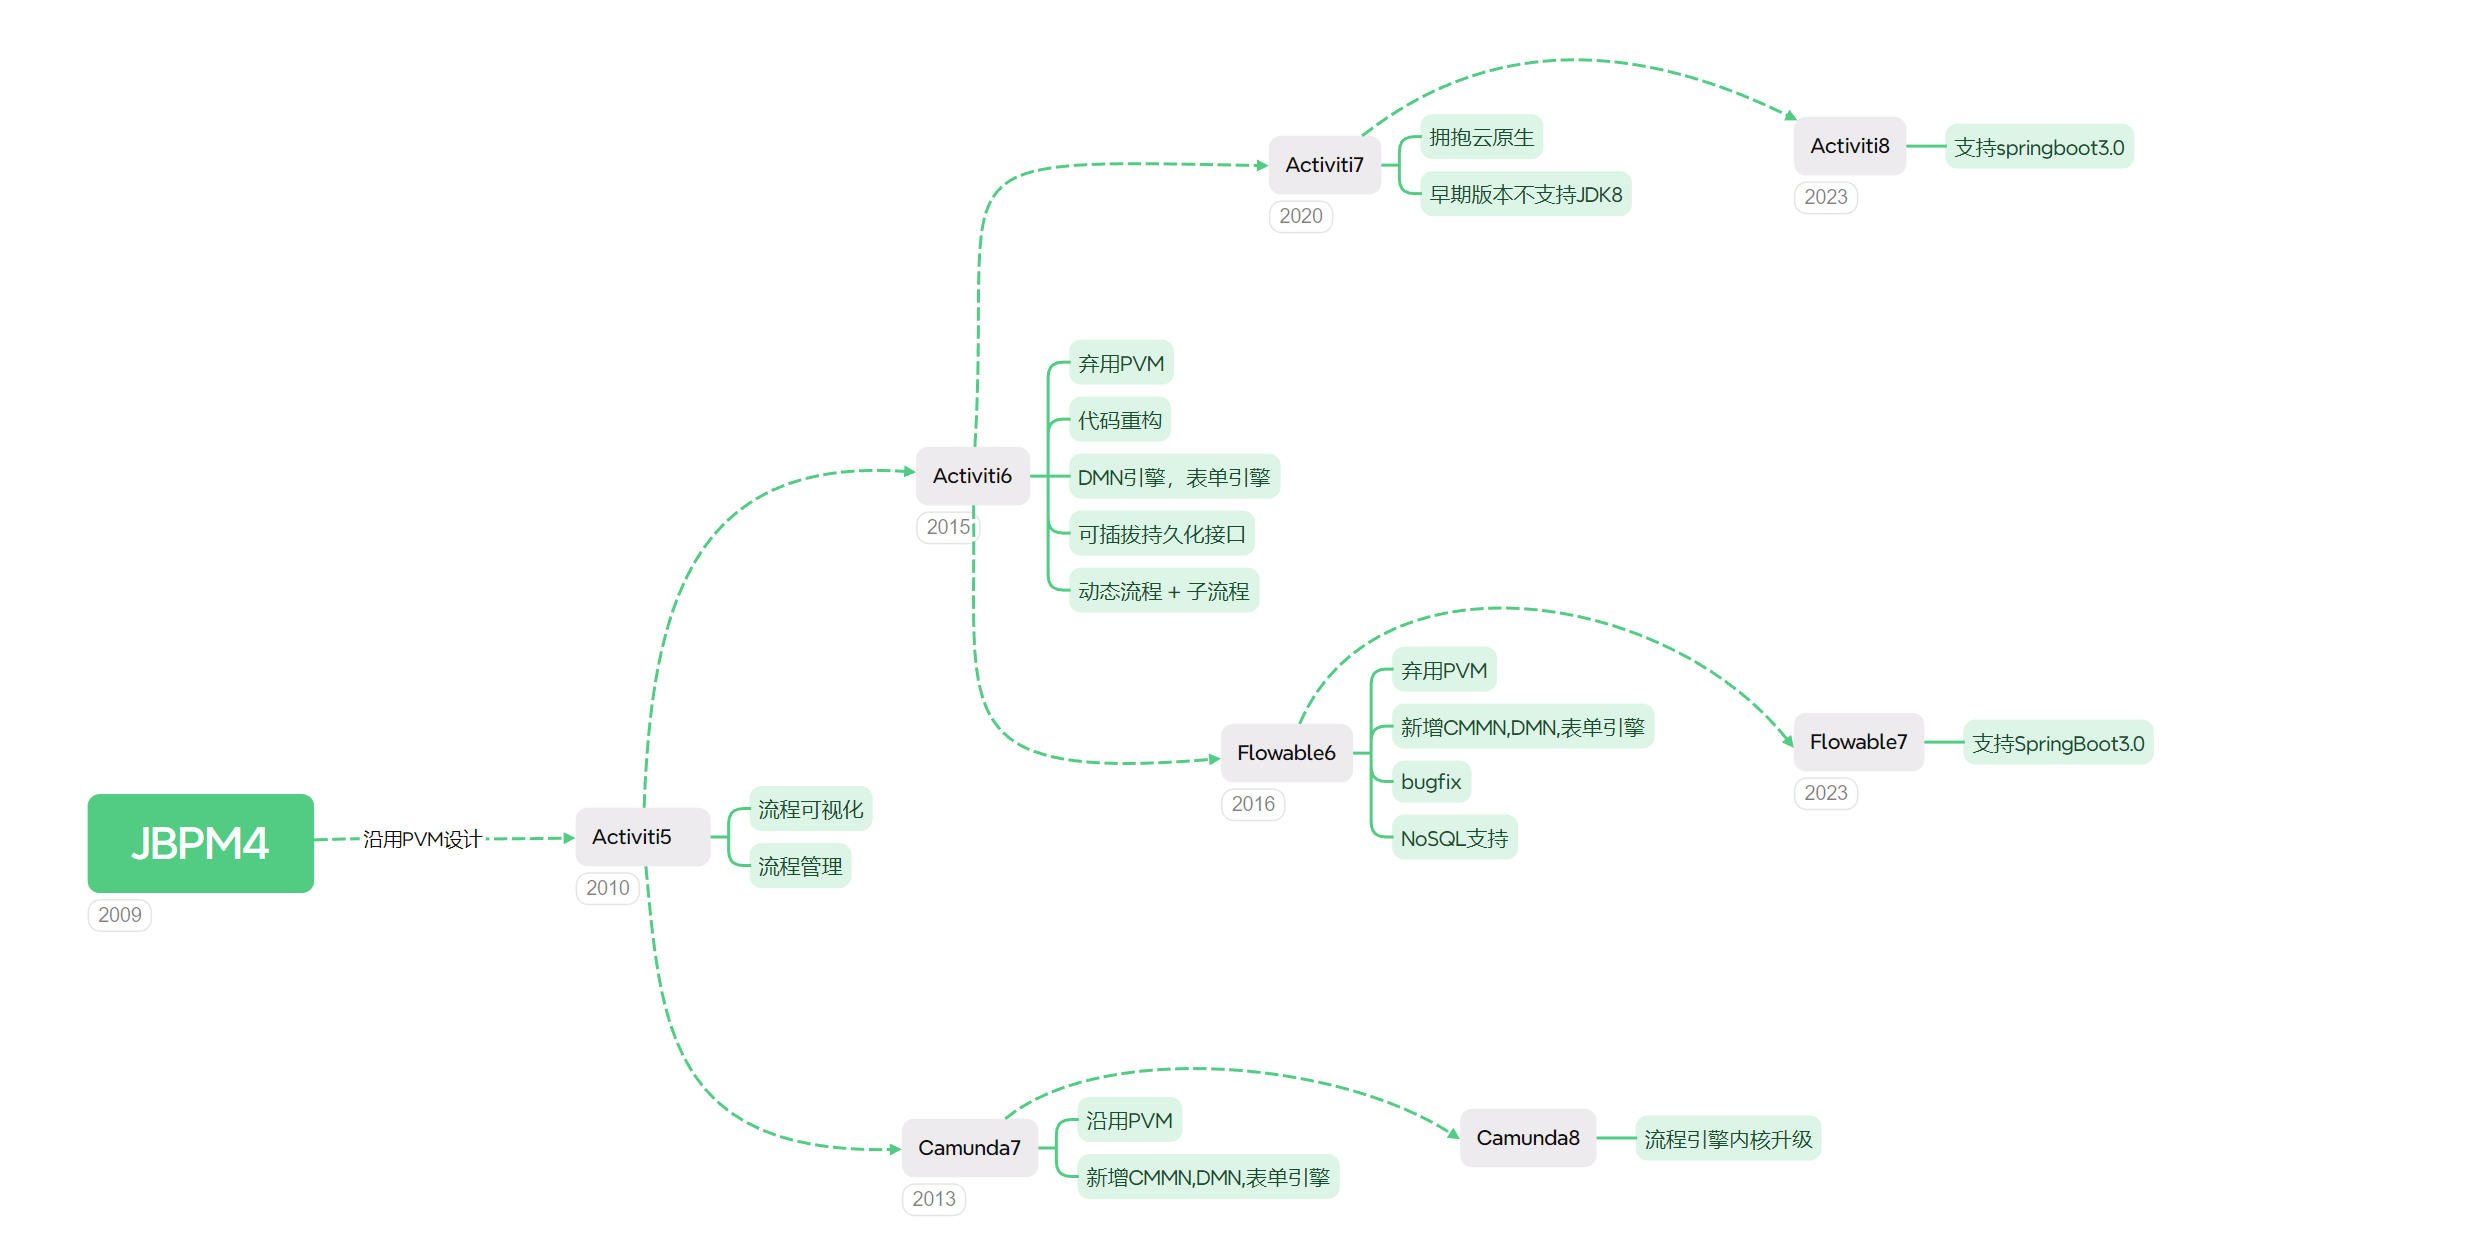 JBPM4
2009
沿用PVM设计
Activiti5
2010
流程可视化
流程管理
Activiti6
2015
弃用PVM
代码重构
DMN引擎，表单引擎
可插拔持久化接口
动态流程 + 子流程
Activiti7
2020
拥抱云原生
早期版本不支持JDK8
Activiti8
2023
支持springboot3.0
Flowable6
2016
弃用PVM
新增CMMN,DMN,表单引擎
bugfix
NoSQL支持
Flowable7
2023
支持SpringBoot3.0
Camunda7
2013
沿用PVM
新增CMMN,DMN,表单引擎
Camunda8
流程引擎内核升级